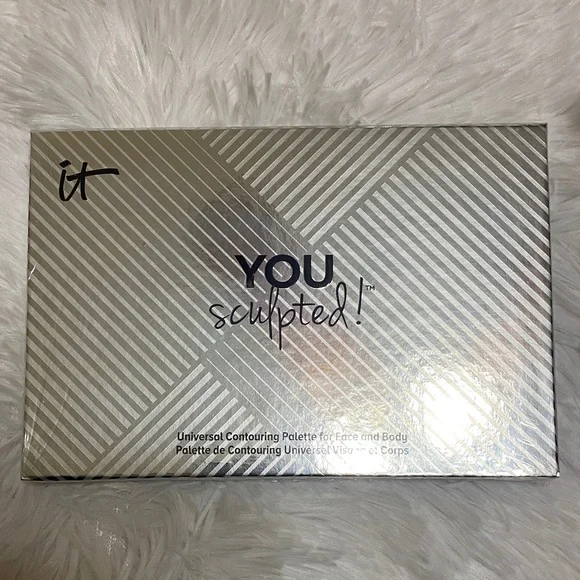 it
YOU
sculpted!™
Universal Contouring Palette for Face and Body
Palette de Contouring Universel Visage et Corps